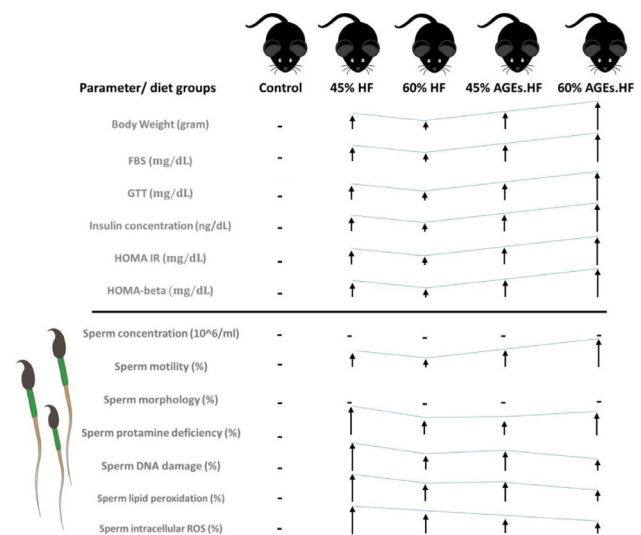 Parameter/ diet groups Control 45% HF 60% HF 45% AGEs.HF 60% AGEs.HF
Body Weight (gram) -
FBS (mg/dL) -
GTT (mg/dL) -
Insulin concentration (ng/dL) -
HOMA IR (mg/dL) -
HOMA-beta (mg/dL) -
Sperm concentration (10^6/ml) - - - - -
Sperm motility (%) -
Sperm morphology (%) - - - - -
Sperm protamine deficiency (%) -
Sperm DNA damage (%) -
Sperm lipid peroxidation (%) -
Sperm intracellular ROS (%) -